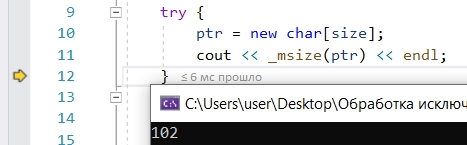 9 try {
10 ptr = new char[size];
11 cout << _msize(ptr) << endl;
12 } ≤ 6 мс прошло
13
14
15
C:\Users\user\Desktop\Обработка исключ
102